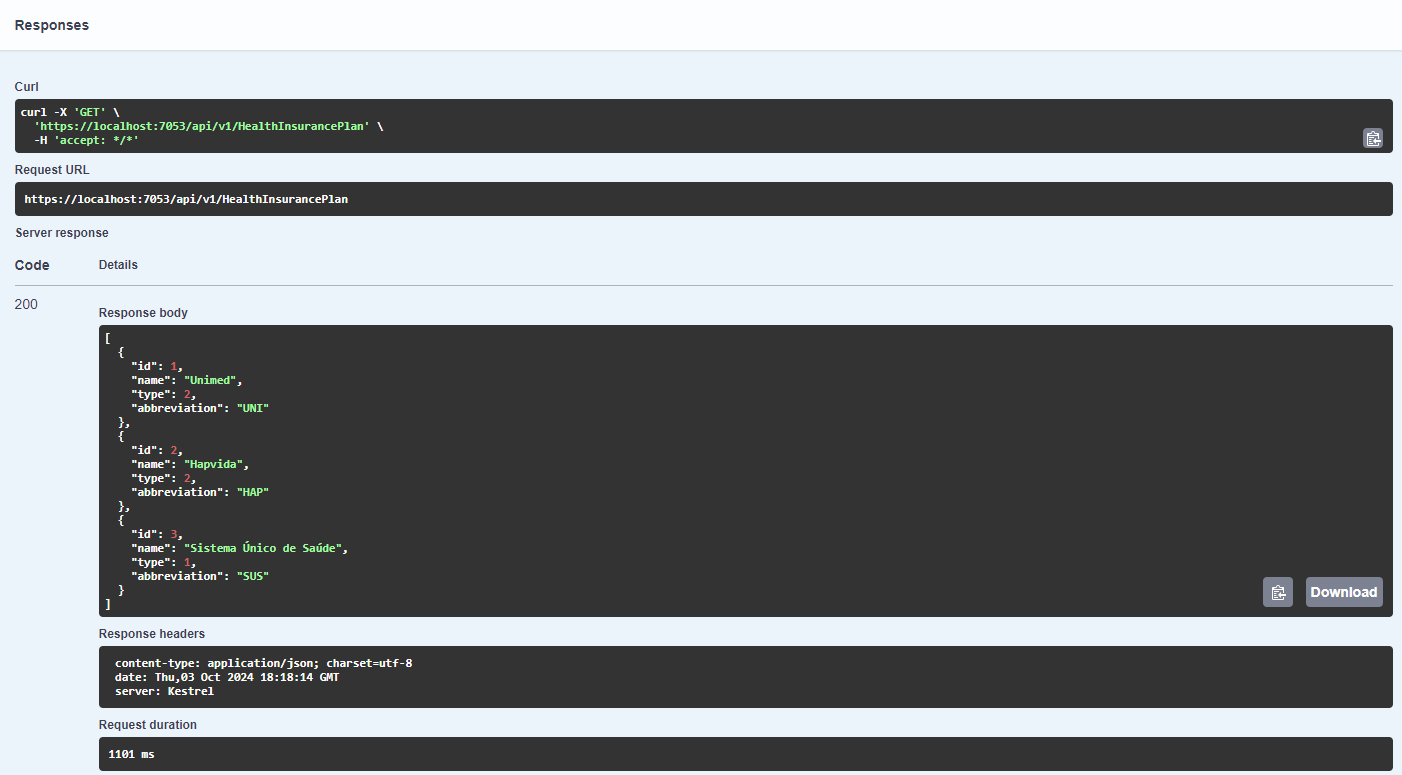 Responses
Curl
curl -X 'GET' \
  'https://localhost:7053/api/v1/HealthInsurancePlan' \
  -H 'accept: */*'
Request URL
https://localhost:7053/api/v1/HealthInsurancePlan
Server response
Code Details
200
Response body
[
  {
    "id": 1,
    "name": "Unimed",
    "type": 2,
    "abbreviation": "UNI"
  },
  {
    "id": 2,
    "name": "Hapvida",
    "type": 2,
    "abbreviation": "HAP"
  },
  {
    "id": 3,
    "name": "Sistema Único de Saúde",
    "type": 1,
    "abbreviation": "SUS"
  }
]
Download
Response headers
content-type: application/json; charset=utf-8
date: Thu,03 Oct 2024 18:18:14 GMT
server: Kestrel
Request duration
1101 ms